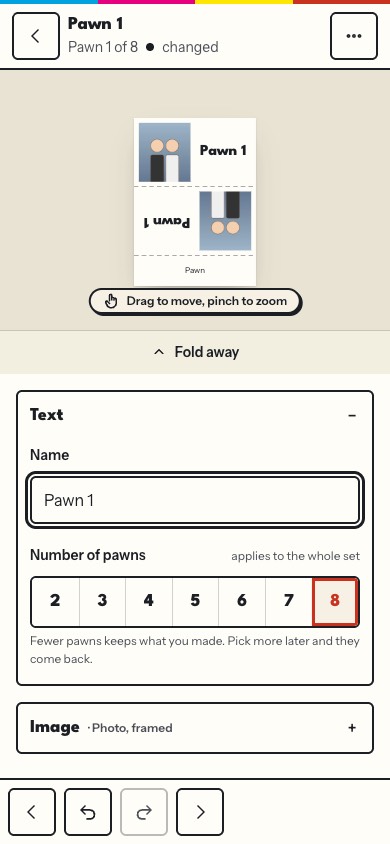 Pawn 1
Pawn 1 of 8 ● changed
Pawn 1
Pawn 1
Pawn
Drag to move, pinch to zoom
Fold away
Text
Name
Pawn 1
Number of pawns applies to the whole set
2 3 4 5 6 7 8
Fewer pawns keeps what you made. Pick more later and they
come back.
Image · Photo, framed